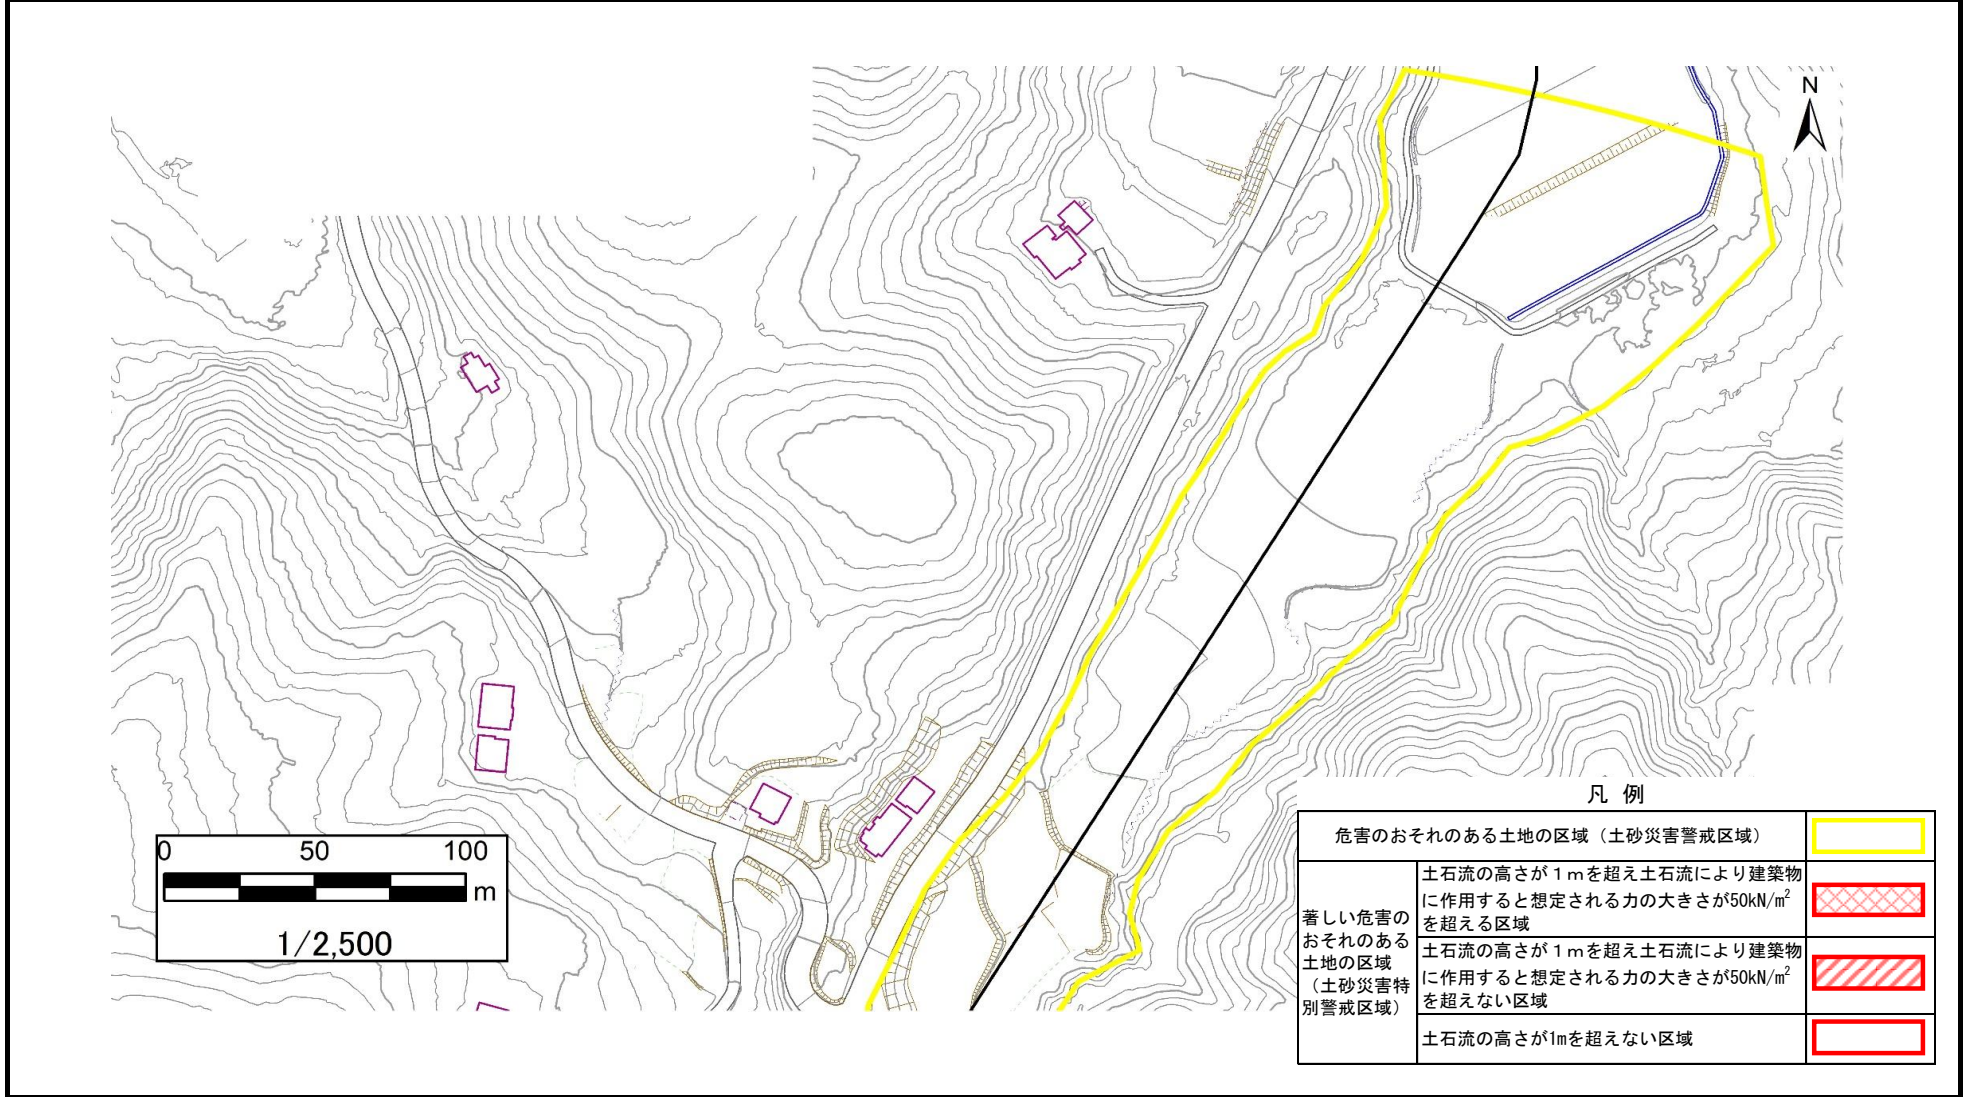 N
0 50 100
m
1/2,500
凡 例
危害のおそれのある土地の区域（土砂災害警戒区域）
著しい危害の
おそれのある
土地の区域
（土砂災害特
別警戒区域）
土石流の高さが１ｍを超え土石流により建築物
に作用すると想定される力の大きさが50kN/㎡
を超える区域
土石流の高さが１ｍを超え土石流により建築物
に作用すると想定される力の大きさが50kN/㎡
を超えない区域
土石流の高さが1mを超えない区域